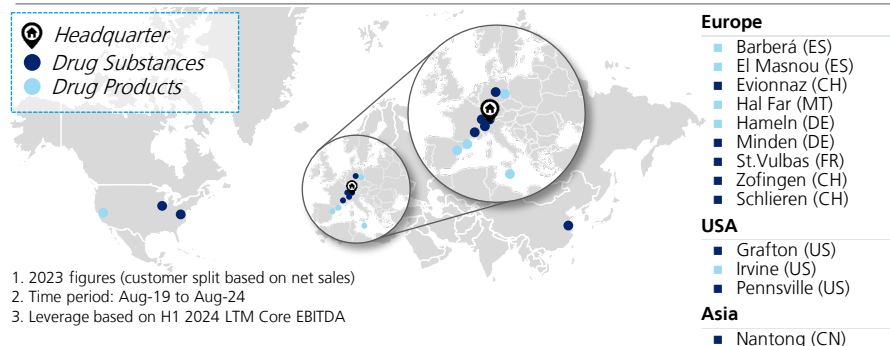 Headquarter
Drug Substances
Drug Products
1. 2023 figures (customer split based on net sales)
2. Time period: Aug-19 to Aug-24
3. Leverage based on H1 2024 LTM Core EBITDA
Europe
Barberá (ES)
El Masnou (ES)
Evionnaz (CH)
Hal Far (MT)
Hameln (DE)
Minden (DE)
St.Vulbas (FR)
Zofingen (CH)
Schlieren (CH)
USA
Grafton (US)
Irvine (US)
Pennsville (US)
Asia
Nantong (CN)